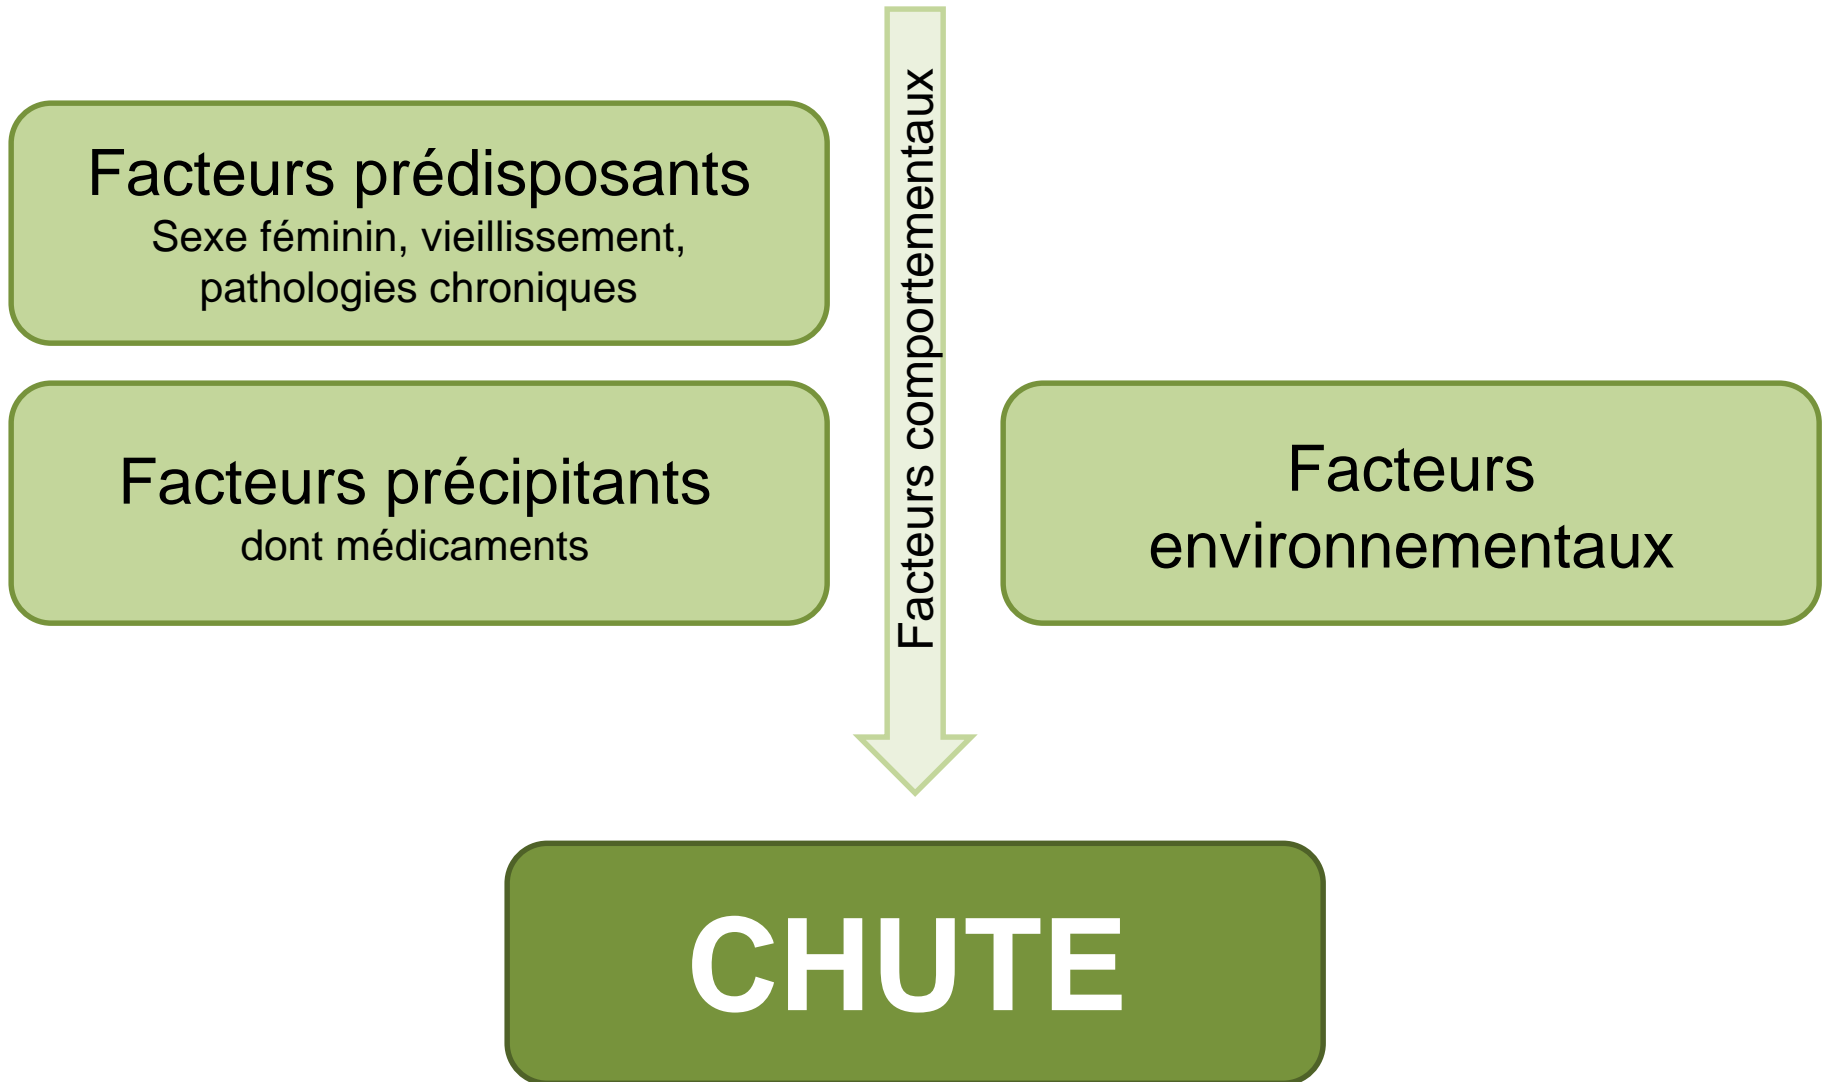 Facteurs prédisposants
Sexe féminin, vieillissement,
pathologies chroniques
Facteurs précipitants
dont médicaments
Facteurs comportementaux
Facteurs
environnementaux
CHUTE